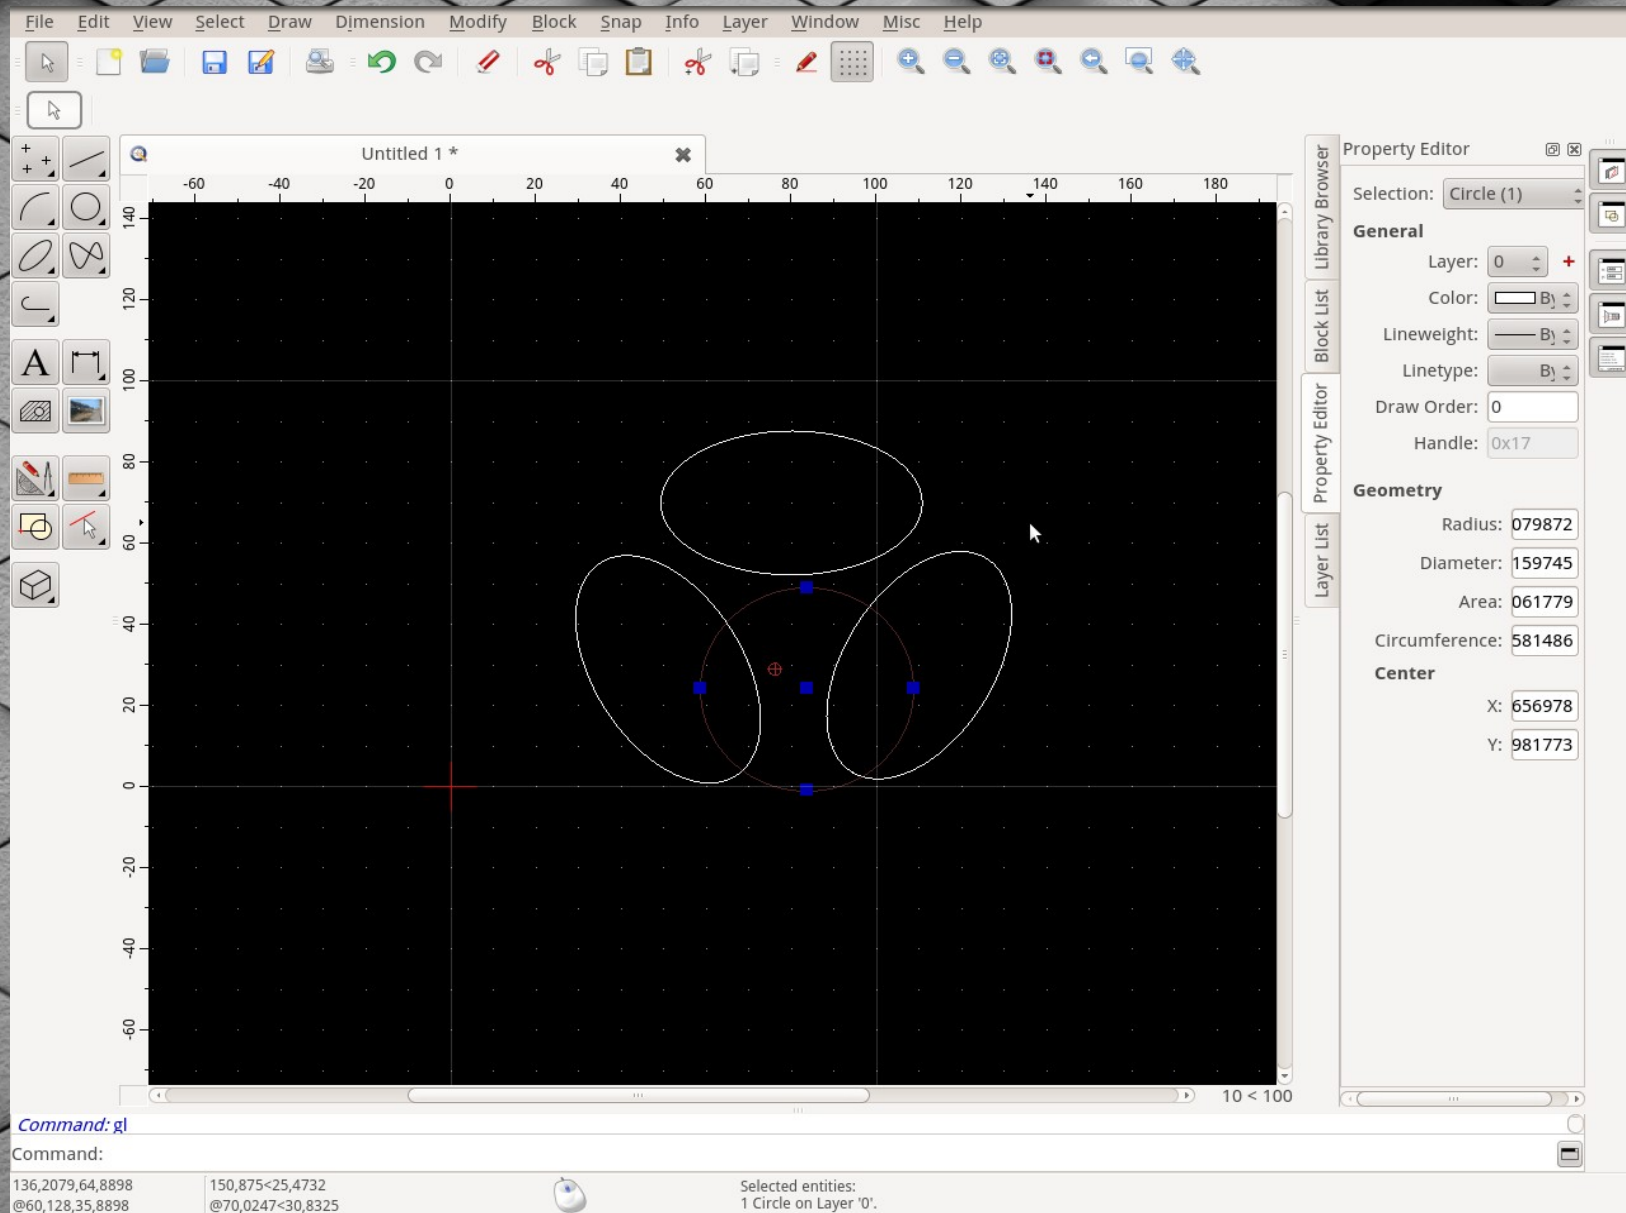 File Edit View Select Draw Dimension Modify Block Snap Info Layer Window Misc Help
Untitled 1 *
-60 -40 -20 0 20 40 60 80 100 120 140 160 180
140
120
100
80
60
40
20
0
-20
-40
-60
A
10 < 100
Library Browser
Block List
Property Editor
Layer List
Property Editor
Selection: Circle (1)
General
Layer: 0
Color: By
Lineweight: By
Linetype: By
Draw Order: 0
Handle: 0x17
Geometry
Radius: 079872
Diameter: 159745
Area: 061779
Circumference: 581486
Center
X: 656978
Y: 981773
Command: gl
Command:
136,2079,64,8898
@60,128,35,8898
150,875<25,4732
@70,0247<30,8325
Selected entities:
1 Circle on Layer '0'.